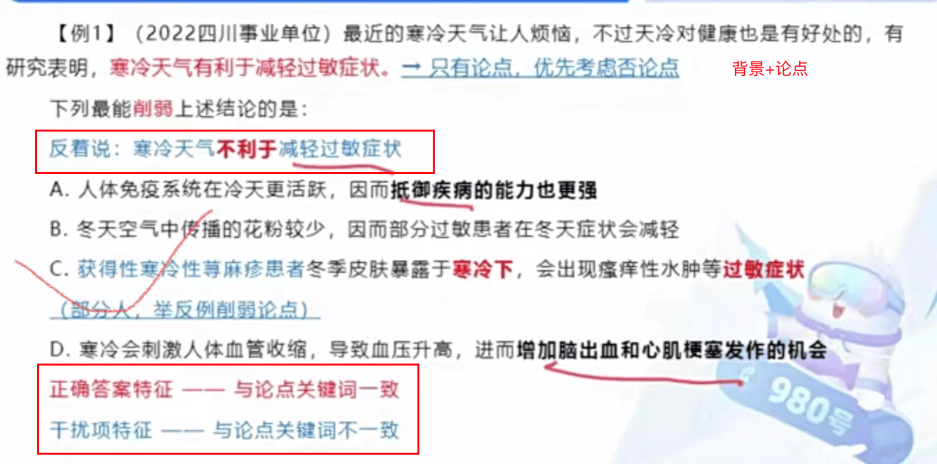 【例1】（2022四川事业单位）最近的寒冷天气让人烦恼，不过天冷对健康也是有好处的，有
研究表明，寒冷天气有利于减轻过敏症状。→ 只有论点，优先考虑否论点
背景+论点
下列最能削弱上述结论的是：
反着说：寒冷天气不利于减轻过敏症状
A. 人体免疫系统在冷天更活跃，因而抵御疾病的能力也更强
B. 冬天空气中传播的花粉较少，因而部分过敏患者在冬天症状会减轻
C. 获得性寒冷性荨麻疹患者冬季皮肤暴露于寒冷下，会出现瘙痒性水肿等过敏症状
（部分人，举反例削弱论点）
D. 寒冷会刺激人体血管收缩，导致血压升高，进而增加脑出血和心肌梗塞发作的机会
正确答案特征 —— 与论点关键词一致
干扰项特征 —— 与论点关键词不一致
980号